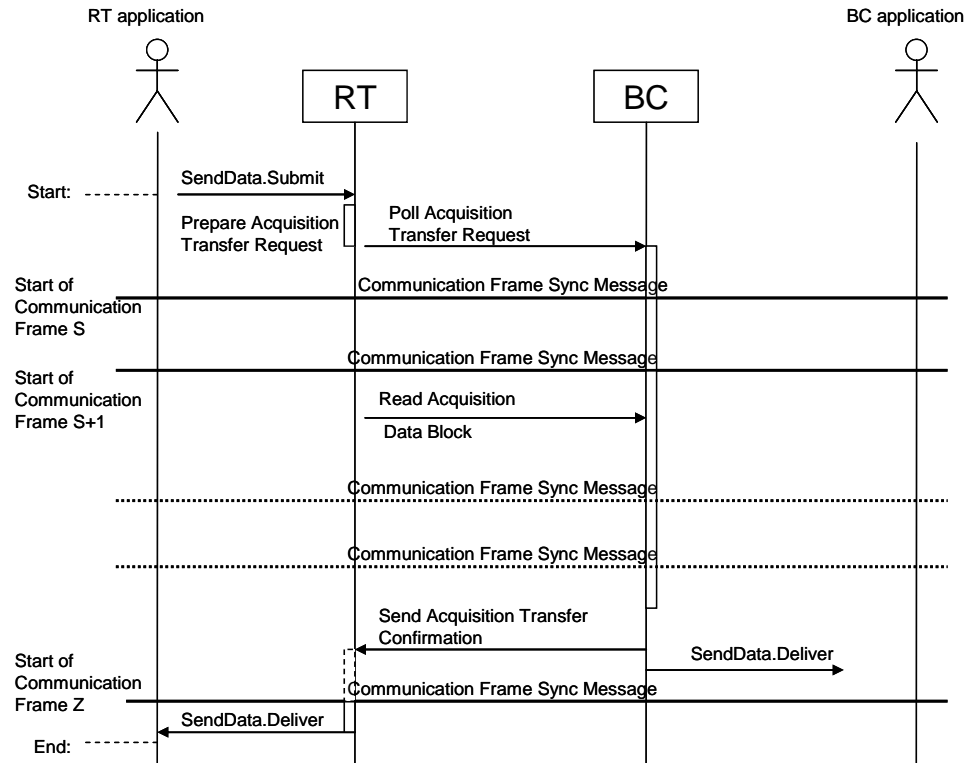 RT application
BC application
RT
BC
Start:
SendData.Submit
Prepare Acquisition
Transfer Request
Poll Acquisition
Transfer Request
Start of
Communication
Frame S
Communication Frame Sync Message
Communication Frame Sync Message
Start of
Communication
Frame S+1
Read Acquisition
Data Block
Communication Frame Sync Message
Communication Frame Sync Message
Send Acquisition Transfer
Confirmation
SendData.Deliver
Start of
Communication
Frame Z
Communication Frame Sync Message
SendData.Deliver
End: